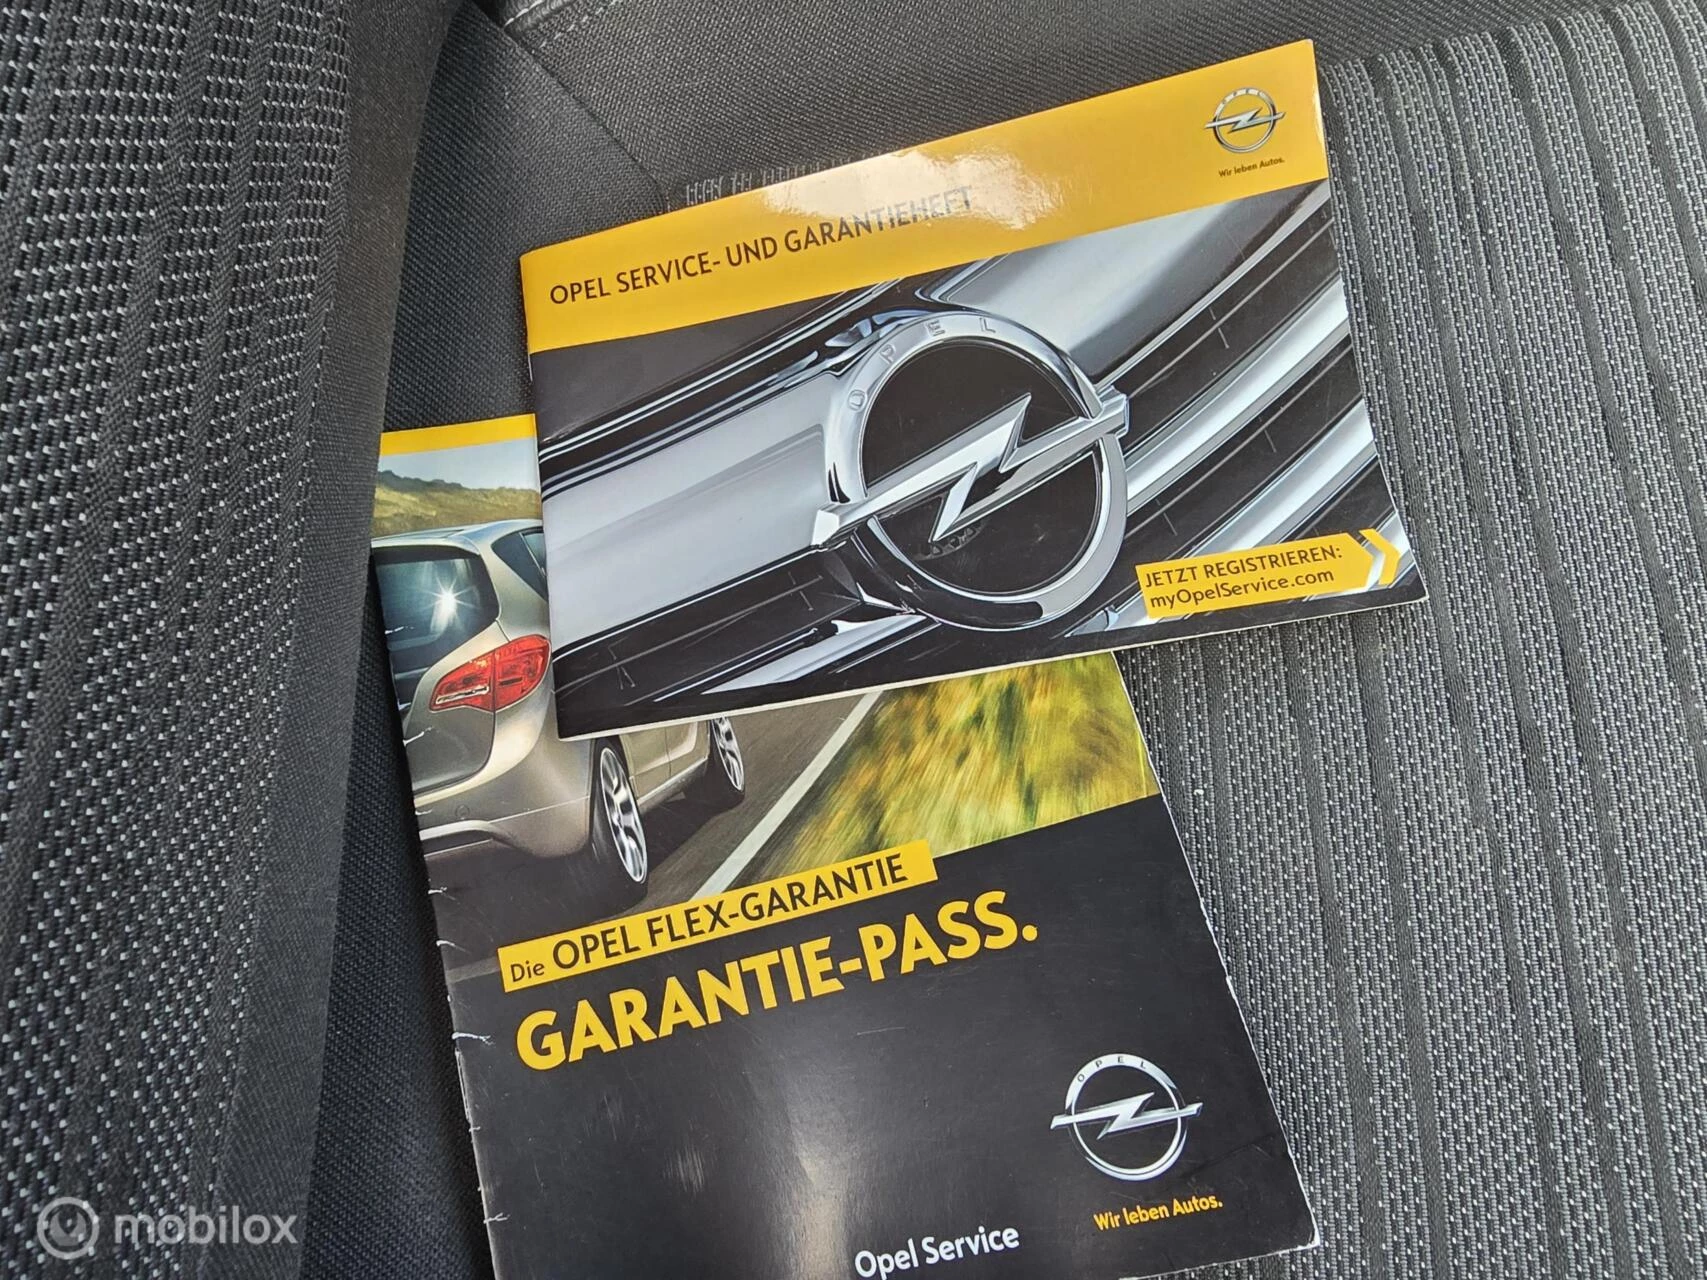 OPEL
Wir leben Autos.
OPEL SERVICE- UND GARANTIEHEFT
OPEL
JETZT REGISTRIEREN:
myOpelService.com
Die OPEL FLEX-GARANTIE
GARANTIE-PASS.
OPEL
Wir leben Autos.
Opel Service
mobilox